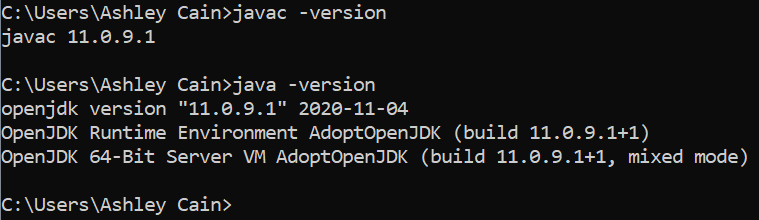 C:\Users\Ashley Cain>javac -version
javac 11.0.9.1
C:\Users\Ashley Cain>java -version
openjdk version "11.0.9.1" 2020-11-04
OpenJDK Runtime Environment AdoptOpenJDK (build 11.0.9.1+1)
OpenJDK 64-Bit Server VM AdoptOpenJDK (build 11.0.9.1+1, mixed mode)
C:\Users\Ashley Cain>